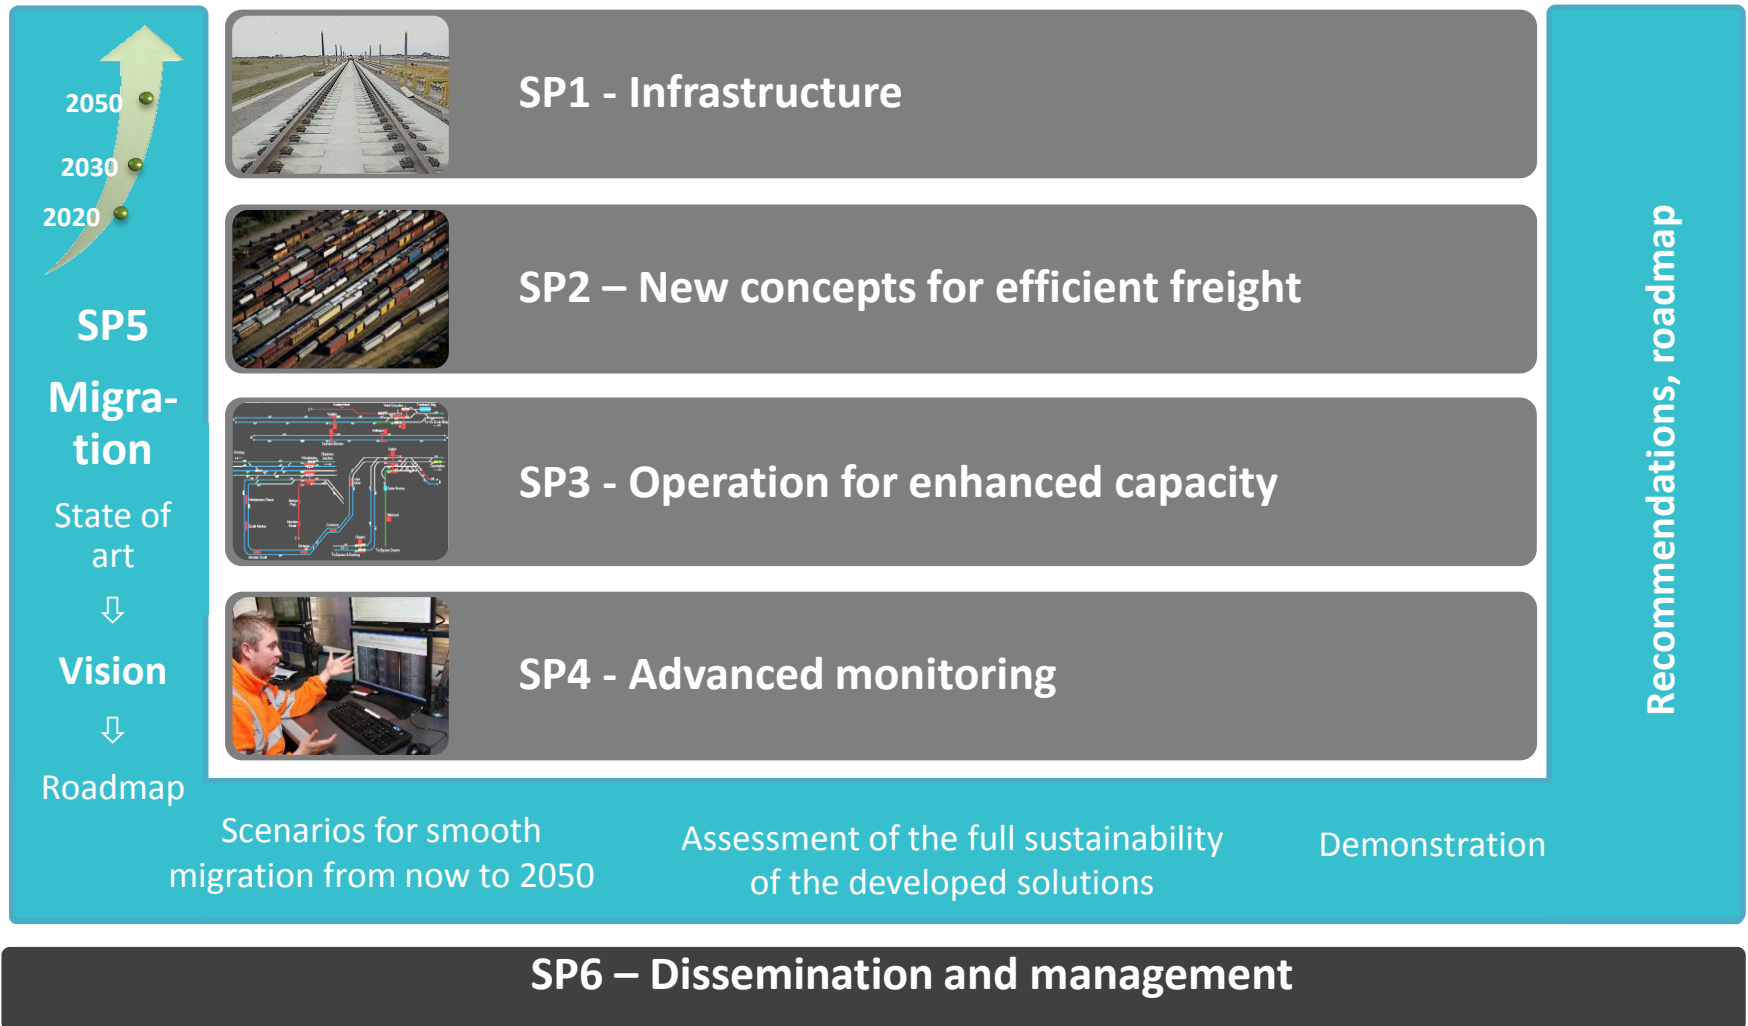 2050
2030
2020
SP5
Migra-
tion
State of
art
⇩
Vision
⇩
Roadmap
SP1 - Infrastructure
SP2 – New concepts for efficient freight
SP3 - Operation for enhanced capacity
SP4 - Advanced monitoring
Recommendations, roadmap
Scenarios for smooth
migration from now to 2050
Assessment of the full sustainability
of the developed solutions
Demonstration
SP6 – Dissemination and management